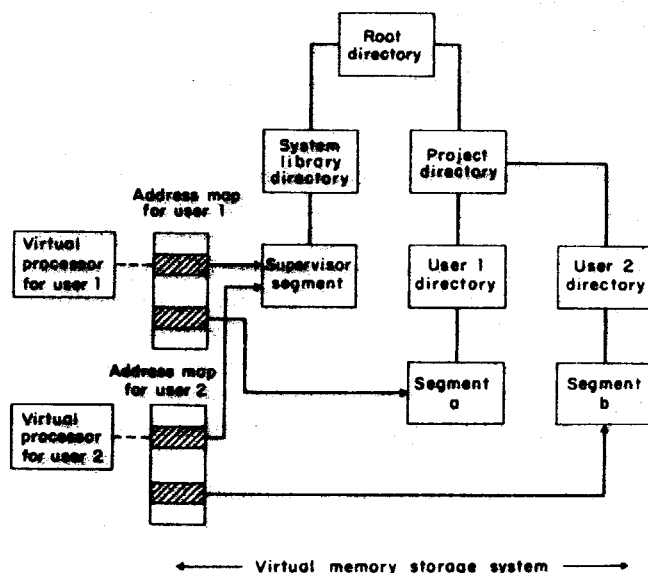 Root
directory
System
library
directory
Project
directory
Address map
for user 1
Virtual
processor
for user 1
Supervisor
segment
User 1
directory
User 2
directory
Address map
for user 2
Segment
a
Segment
b
Virtual
processor
for user 2
Virtual memory storage system